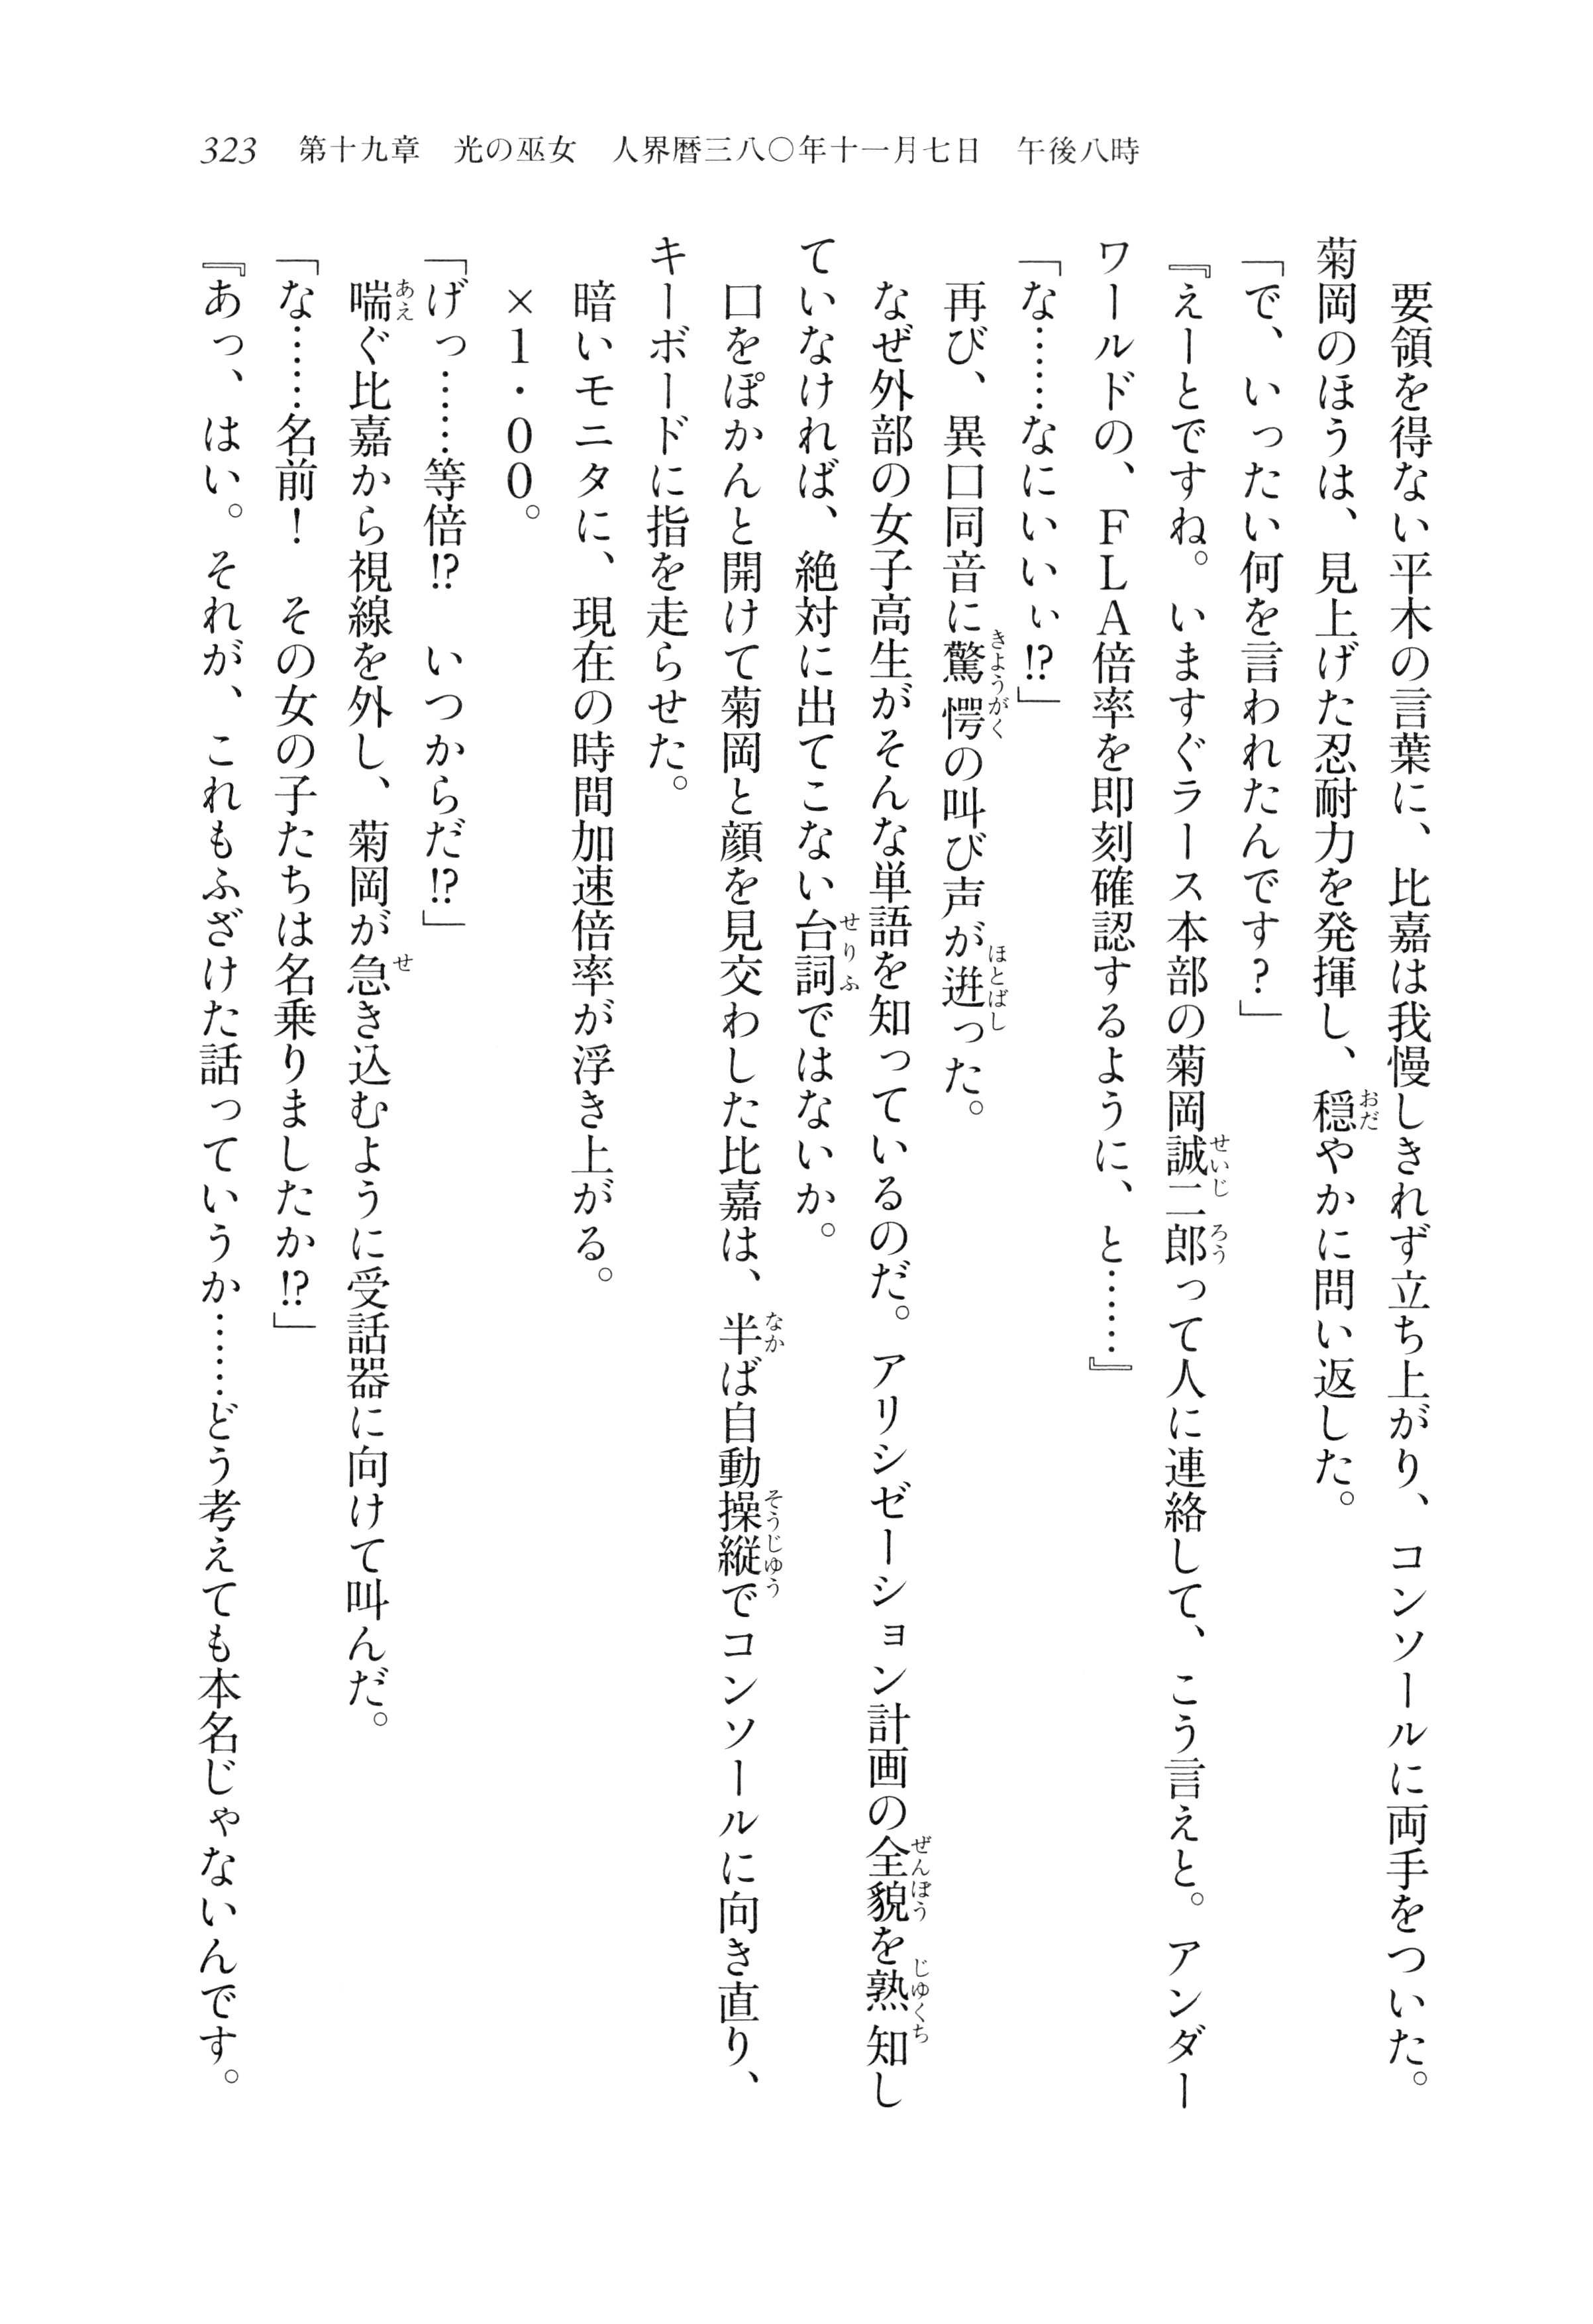 323 第十九章 光の巫女 人界暦三八〇年十一月七日 午後八時
　要領を得ない平木の言葉に、比嘉は我慢しきれず立ち上がり、コンソールに両手をついた。
菊岡のほうは、見上げた忍耐力を発揮し、穏やかに問い返した。
「で、いったい何を言われたんです?」
『えーとですね。いますぐラース本部の菊岡誠二郎って人に連絡して、こう言えと。アンダー
ワールドの、FLA倍率を即刻確認するように、と……』
「な……なにいいぃ!?」
　再び、異口同音に驚愕の叫び声が迸った。
　なぜ外部の女子高生がそんな単語を知っているのだ。アリシゼーション計画の全貌を熟知し
ていなければ、絶対に出てこない台詞ではないか。
　口をぽかんと開けて菊岡と顔を見交わした比嘉は、半ば自動操縦でコンソールに向き直り、
キーボードに指を走らせた。
　暗いモニタに、現在の時間加速倍率が浮き上がる。
　×1・00。
「げっ……等倍!?　いつからだ!?」
　喘ぐ比嘉から視線を外し、菊岡が急き込むように受話器に向けて叫んだ。
「な……名前!　その女の子たちは名乗りましたか!?」
『あっ、はい。それが、これもふざけた話っていうか……どう考えても本名じゃないんです。